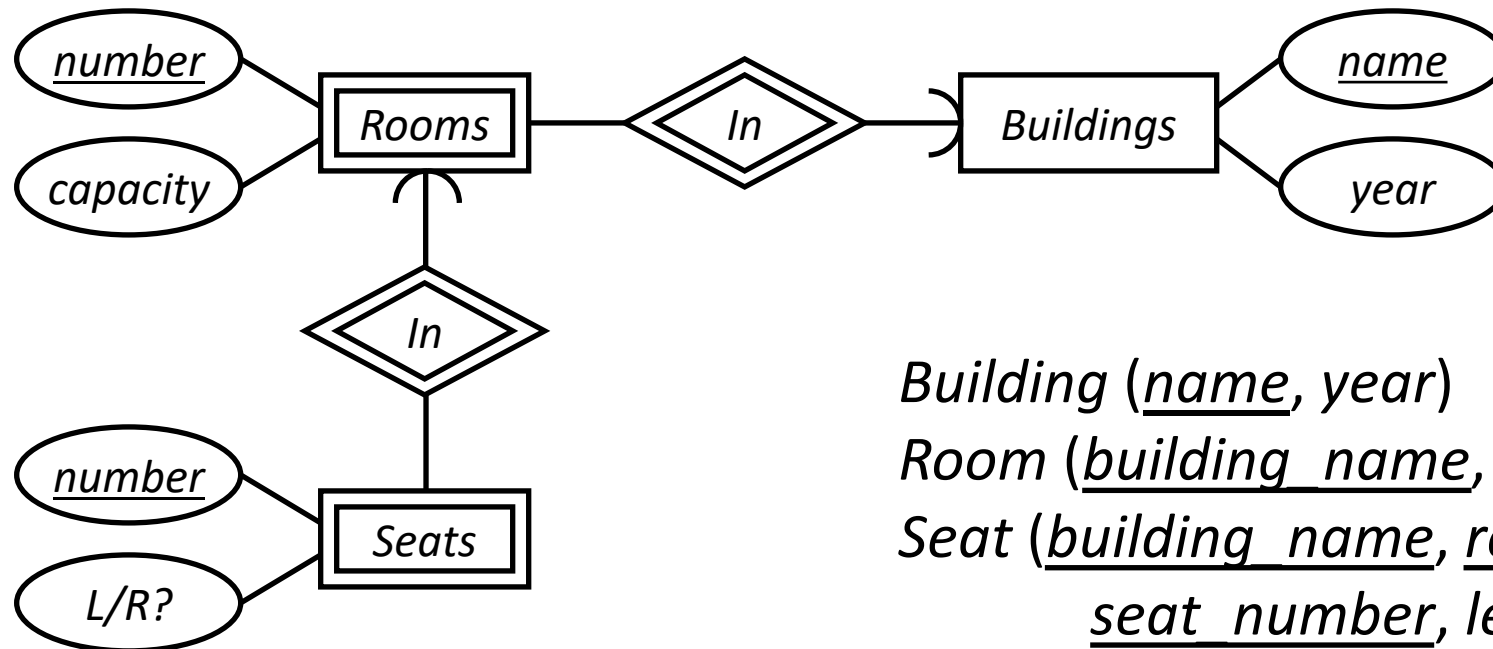 number
capacity
Rooms
In
Buildings
name
year
In
number
L/R?
Seats
Building (name, year)
Room (building_name,
Seat (building_name,
seat_number,